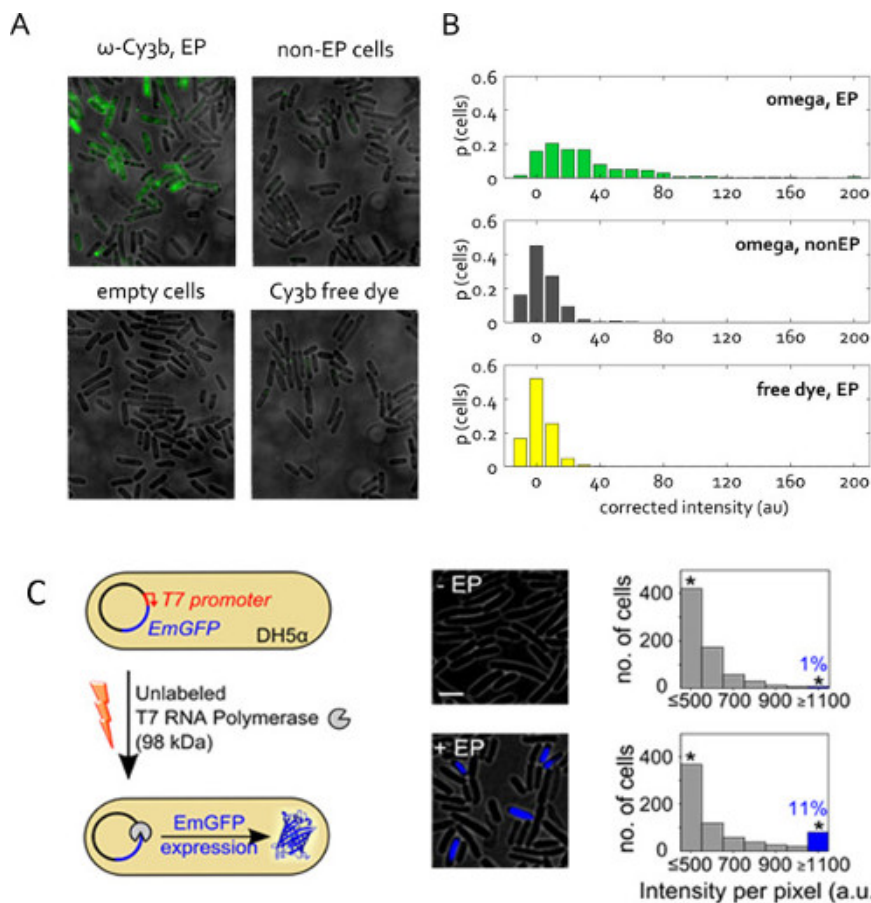 A
ω-Cy3b, EP
non-EP cells
empty cells
Cy3b free dye
B
0.6
0.4
0.2
0
p (cells)
omega, EP
0 40 80 120 160 200
0.6
0.4
0.2
0
p (cells)
omega, nonEP
0 40 80 120 160 200
0.6
0.4
0.2
0
p (cells)
free dye, EP
0 40 80 120 160 200
corrected intensity (au)
C
T7 promoter
EmGFP
DH5α
Unlabeled
T7 RNA Polymerase
(98 kDa)
EmGFP
expression
- EP
+ EP
no. of cells
400
200
0
*
1%
*
≤500 700 900 ≥1100
no. of cells
400
200
0
*
11%
*
≤500 700 900 ≥1100
Intensity per pixel (a.u.